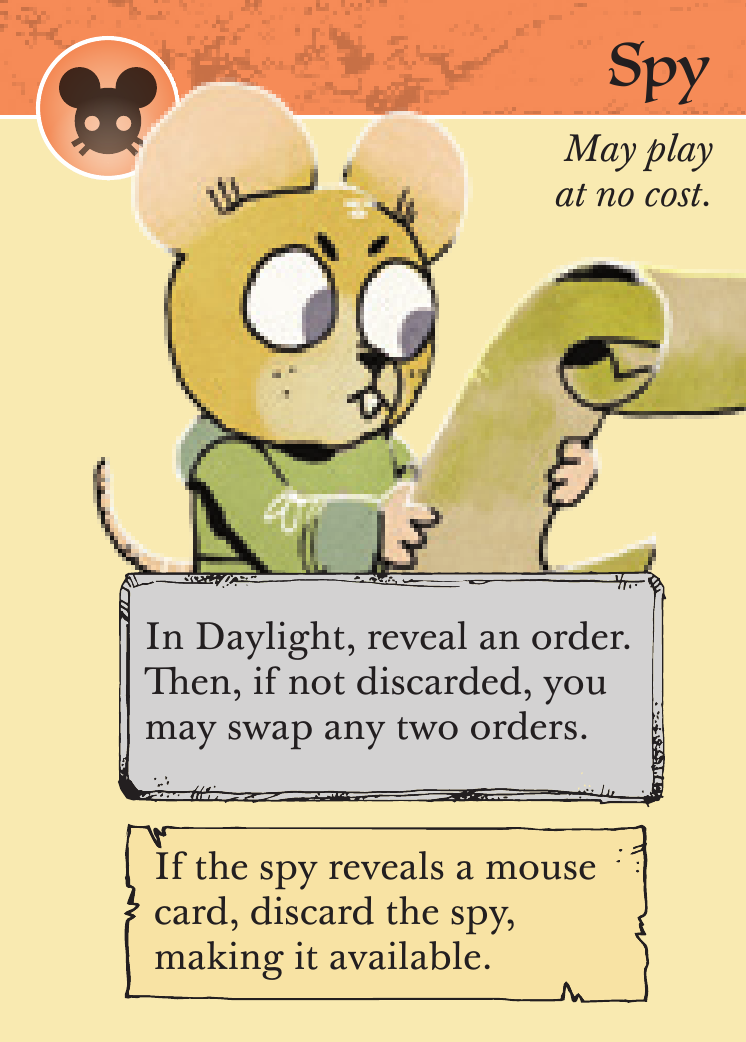 Spy
May play
at no cost.
In Daylight, reveal an order.
Then, if not discarded, you
may swap any two orders.
If the spy reveals a mouse
card, discard the spy,
making it available.